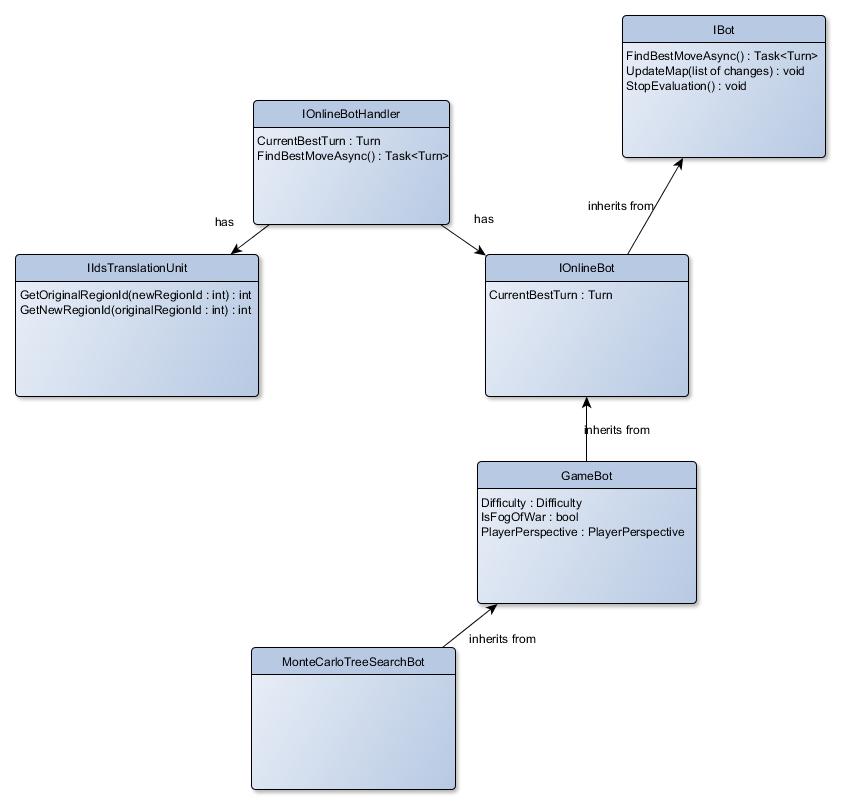 IBot
FindBestMoveAsync() : Task<Turn>
UpdateMap(list of changes) : void
StopEvaluation() : void
IOnlineBotHandler
CurrentBestTurn : Turn
FindBestMoveAsync() : Task<Turn>
inherits from
has
has
IIdsTranslationUnit
GetOriginalRegionId(newRegionId : int) : int
GetNewRegionId(originalRegionId : int) : int
IOnlineBot
CurrentBestTurn : Turn
inherits from
GameBot
Difficulty : Difficulty
IsFogOfWar : bool
PlayerPerspective : PlayerPerspective
inherits from
MonteCarloTreeSearchBot